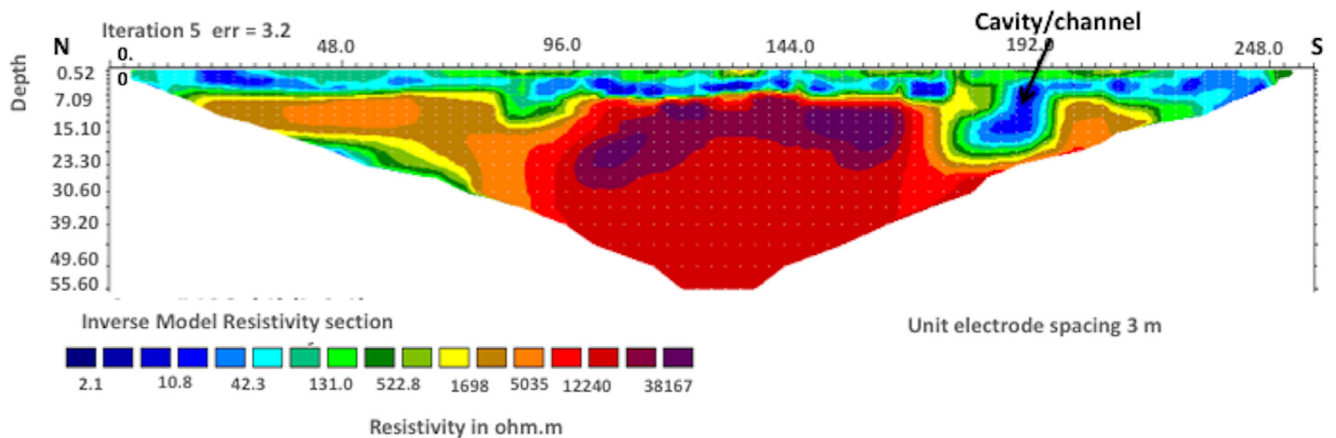 Cavity/channel
Iteration 5 err = 3.2
N 0. 48.0 96.0 144.0 192.0 248.0 S
Depth
0.52 0
7.09
15.10
23.30
30.60
39.20
49.60
55.60
Inverse Model Resistivity section
Unit electrode spacing 3 m
2.1 10.8 42.3 131.0 522.8 1698 5035 12240 38167
Resistivity in ohm.m